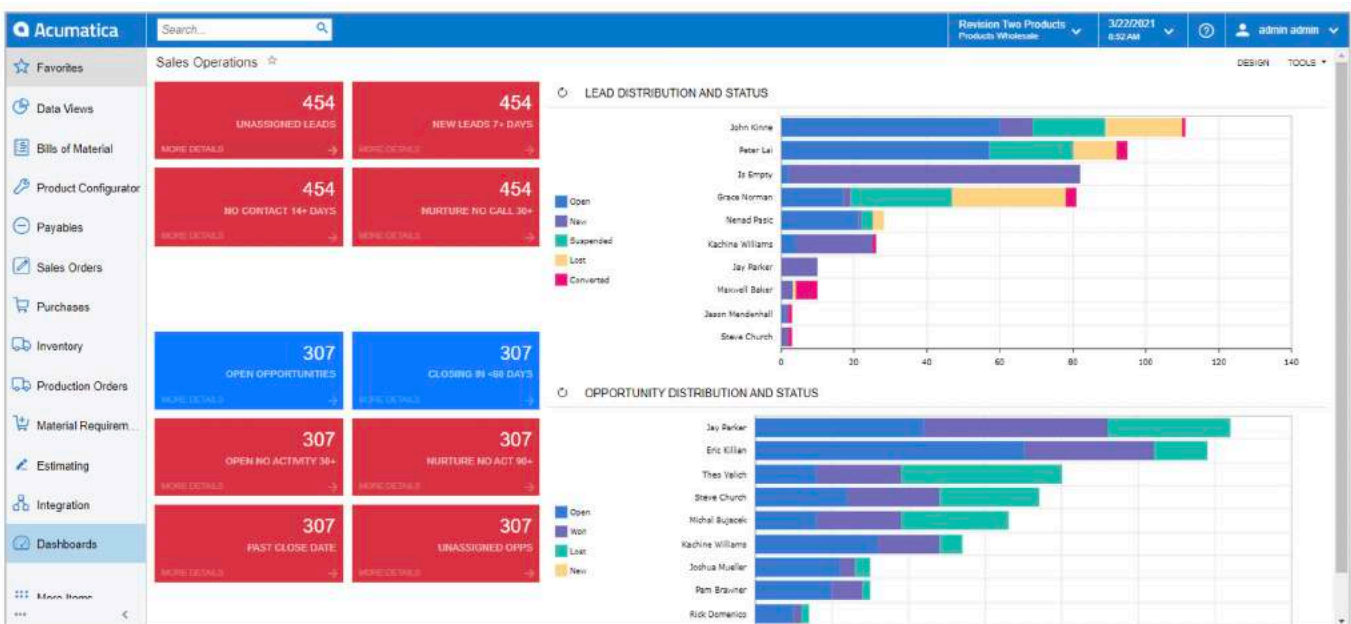 Acumatica
Search...
Revision Two Products
Products Wholesale
3/22/2021
8:52 AM
admin admin
Favorites
Data Views
Bills of Material
Product Configurator
Payables
Sales Orders
Purchases
Inventory
Production Orders
Material Requirem...
Estimating
Integration
Dashboards
More Items
Sales Operations
DESIGN TOOLS
454
UNASSIGNED LEADS
MORE DETAILS
454
NEW LEADS 7+ DAYS
MORE DETAILS
454
NO CONTACT 14+ DAYS
MORE DETAILS
454
NURTURE NO CALL 30+
MORE DETAILS
307
OPEN OPPORTUNITIES
MORE DETAILS
307
CLOSING IN <60 DAYS
MORE DETAILS
307
OPEN NO ACTIVITY 30+
MORE DETAILS
307
NURTURE NO ACT 90+
MORE DETAILS
307
PAST CLOSE DATE
MORE DETAILS
307
UNASSIGNED OPPS
MORE DETAILS
LEAD DISTRIBUTION AND STATUS
Open
New
Suspended
Lost
Converted
John Kinne
Peter Lai
Is Empty
Grace Norman
Nenad Pasic
Kachine Williams
Jay Parker
Maxwell Baker
Jason Mendenhall
Steve Church
0 20 40 60 80 100 120 140
OPPORTUNITY DISTRIBUTION AND STATUS
Open
Won
Lost
New
Jay Parker
Eric Killian
Theo Yelich
Steve Church
Michal Bujacek
Kachine Williams
Joshua Mueller
Pam Brawner
Rick Domenico